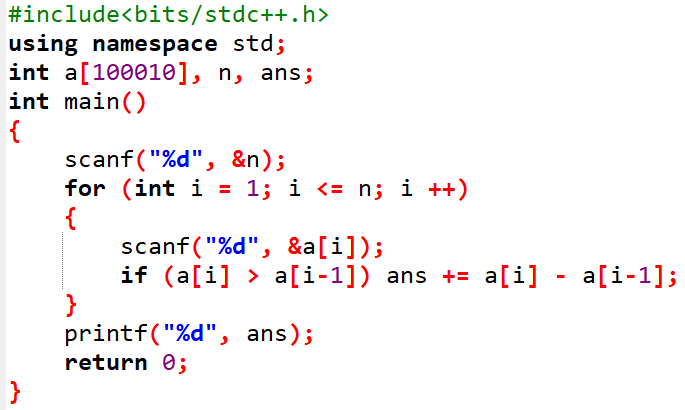 #include<bits/stdc++.h>
using namespace std;
int a[100010], n, ans;
int main()
{
    scanf("%d", &n);
    for (int i = 1; i <= n; i ++)
    {
        scanf("%d", &a[i]);
        if (a[i] > a[i-1]) ans += a[i] - a[i-1];
    }
    printf("%d", ans);
    return 0;
}